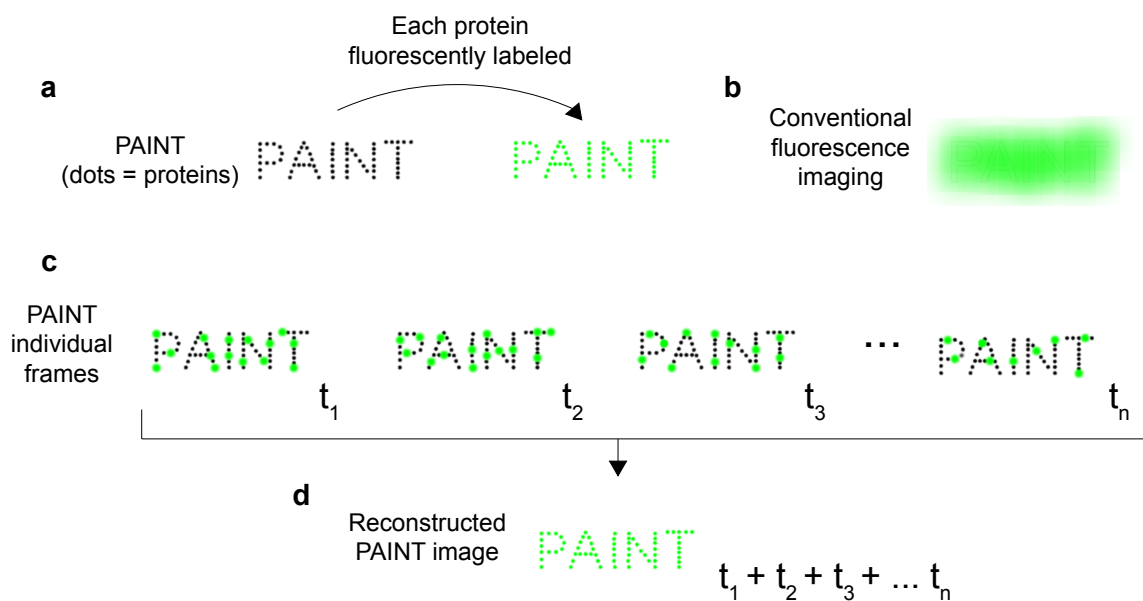 Each protein
fluorescently labeled
a
PAINT
(dots = proteins)
PAINT
PAINT
b
Conventional
fluorescence
imaging
PAINT
c
PAINT
individual
frames
PAINT
t1
PAINT
t2
PAINT
t3
...
PAINT
tn
d
Reconstructed
PAINT image
PAINT
t1 + t2 + t3 + ... tn